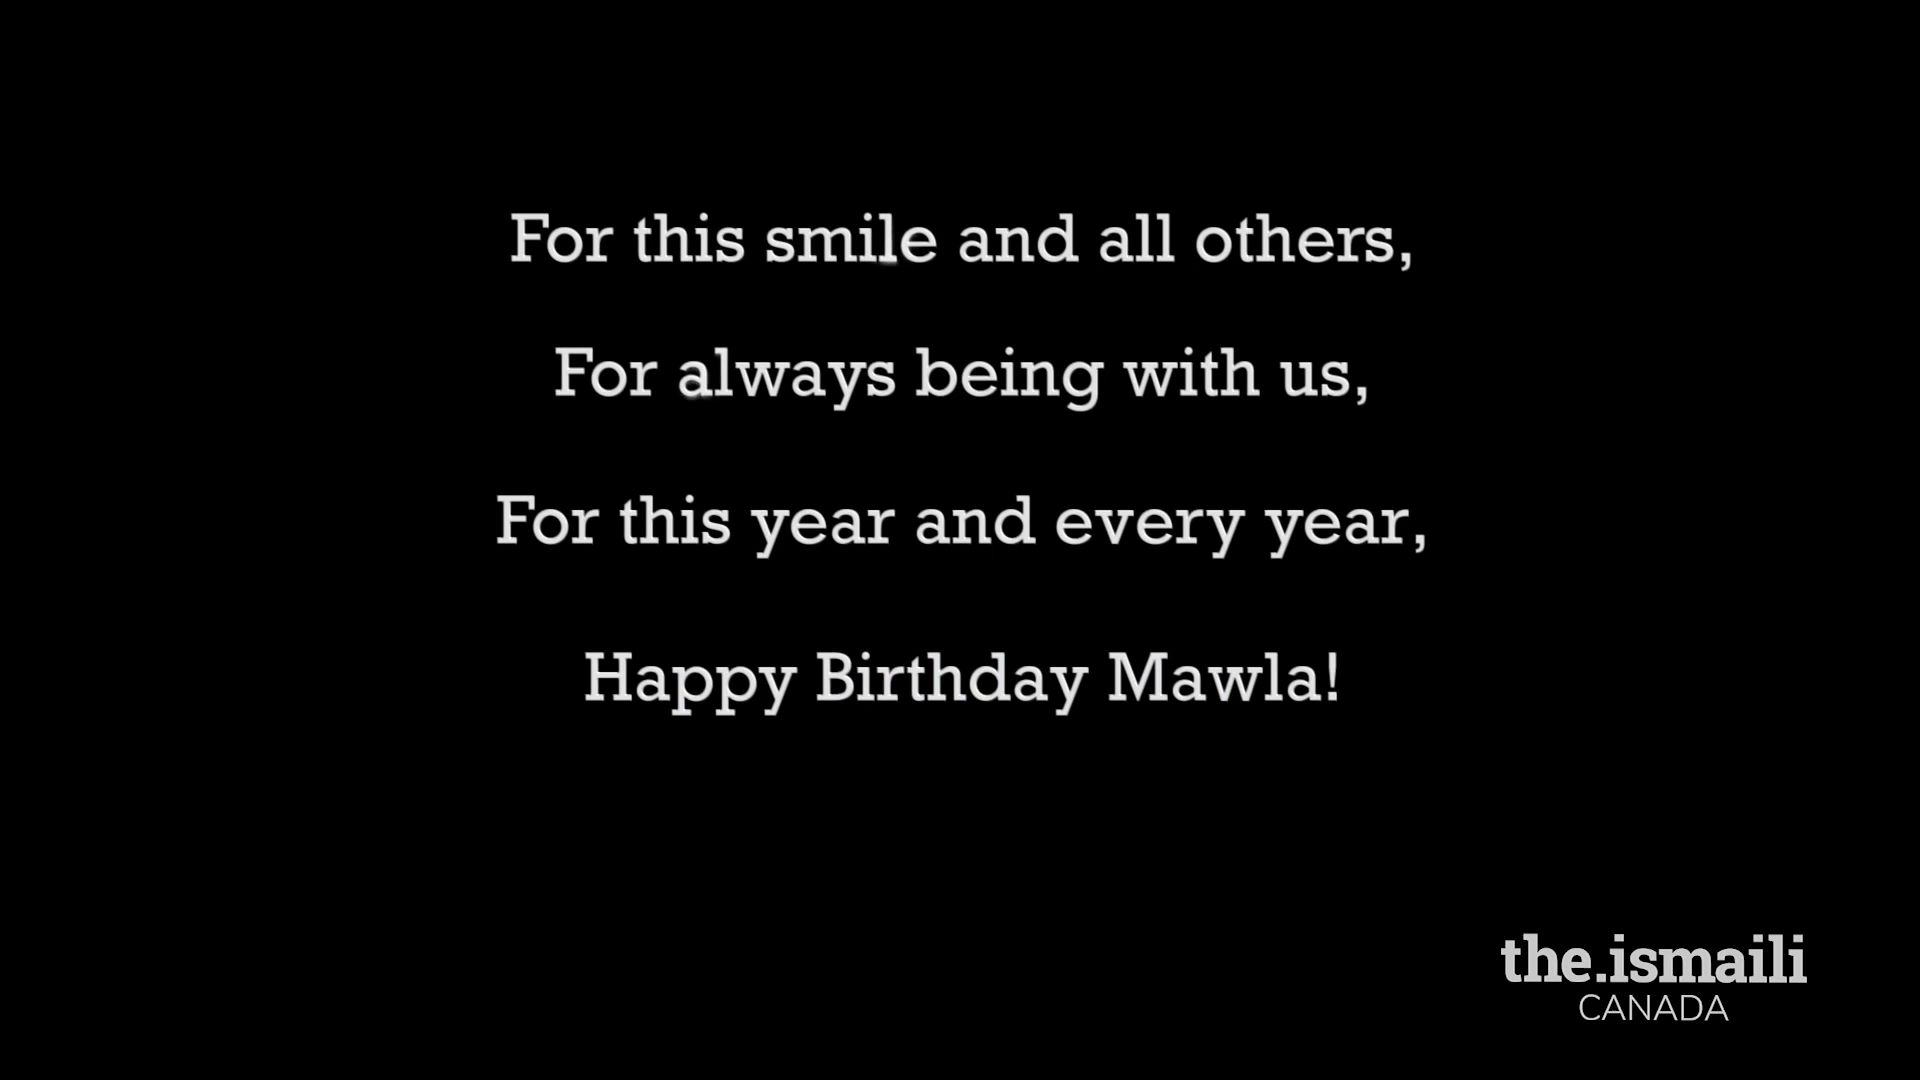 For this smile and all others,
For always being with us,
For this year and every year,
Happy Birthday Mawla!
the.ismaili
CANADA